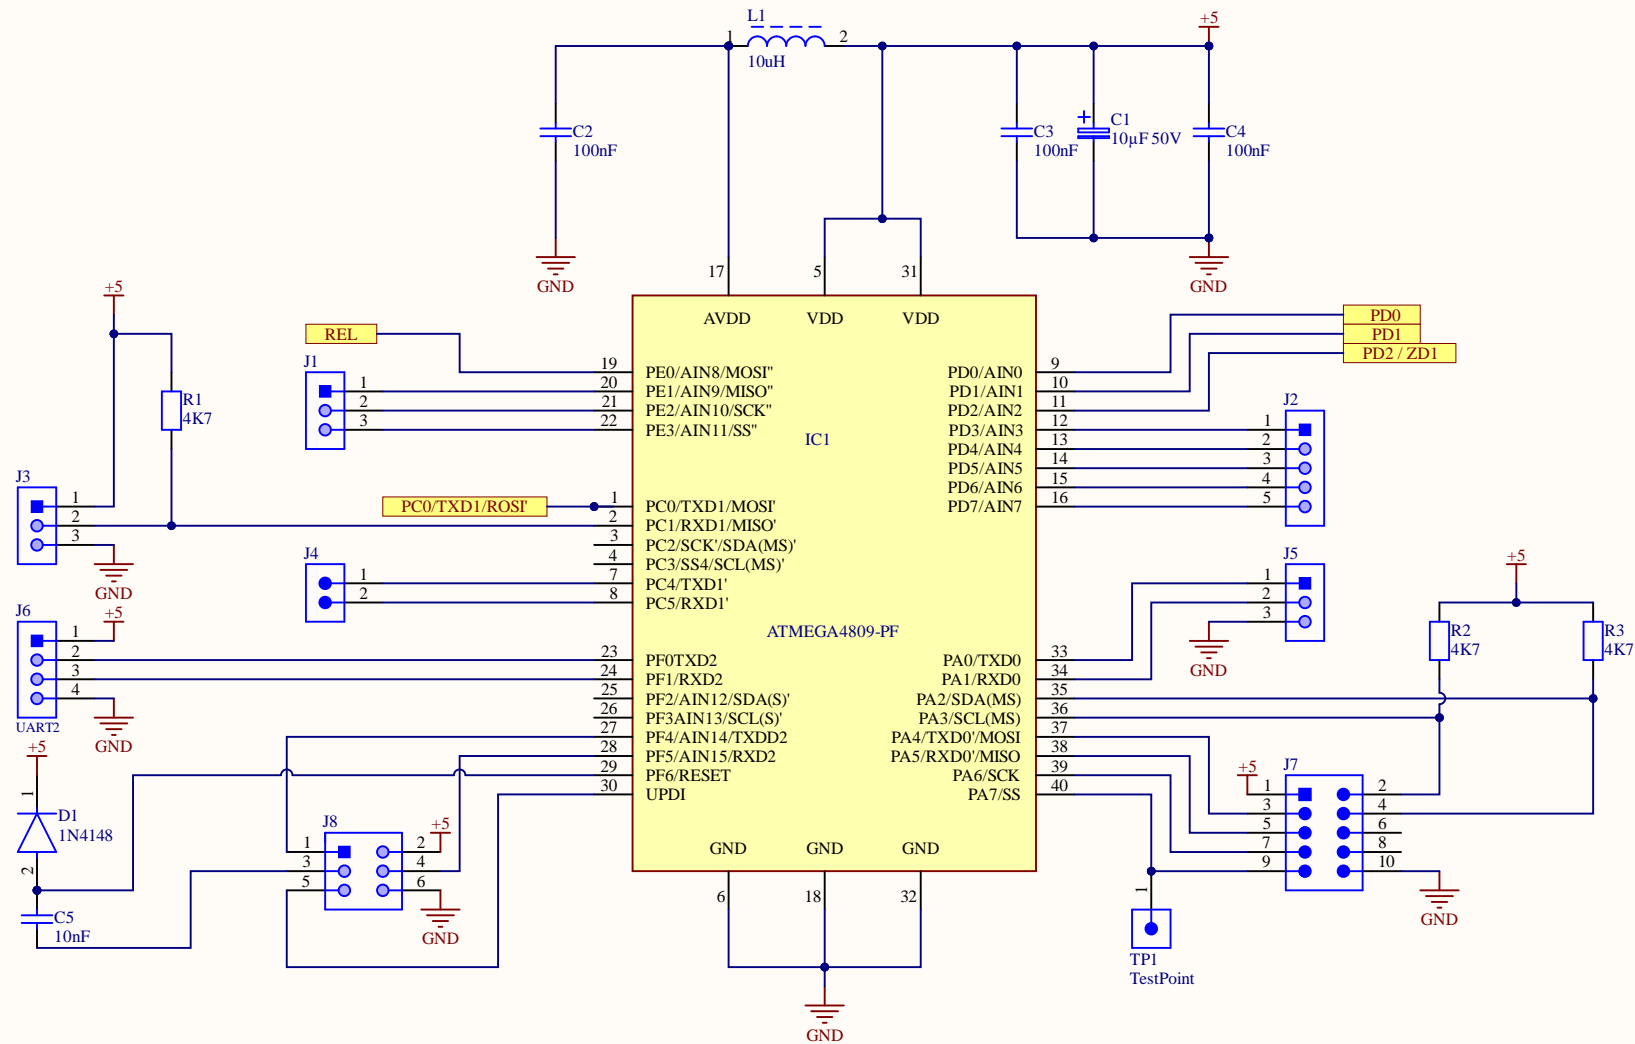 L1
1
2
10uH
+5
C2
100nF
C3
100nF
C1
10µF 50V
C4
100nF
GND
GND
17
5
31
AVDD
VDD
VDD
+5
R1
4K7
REL
J1
1
2
3
19
20
21
22
PE0/AIN8/MOSI"
PE1/AIN9/MISO"
PE2/AIN10/SCK"
PE3/AIN11/SS"
IC1
PD0/AIN0
PD1/AIN1
PD2/AIN2
PD3/AIN3
PD4/AIN4
PD5/AIN5
PD6/AIN6
PD7/AIN7
9
10
11
12
13
14
15
16
PD0
PD1
PD2 / ZD1
J2
1
2
3
4
5
J3
1
2
3
GND
PC0/TXD1/ROSI'
1
2
3
4
7
8
PC0/TXD1/MOSI'
PC1/RXD1/MISO'
PC2/SCK'/SDA(MS)'
PC3/SS4/SCL(MS)'
PC4/TXD1'
PC5/RXD1'
J4
1
2
J5
1
2
3
GND
+5
R2
4K7
R3
4K7
J6
1
2
3
4
UART2
+5
GND
ATMEGA4809-PF
23
24
25
26
27
28
29
30
PF0TXD2
PF1/RXD2
PF2/AIN12/SDA(S)'
PF3AIN13/SCL(S)'
PF4/AIN14/TXDD2
PF5/AIN15/RXD2
PF6/RESET
UPDI
PA0/TXD0
PA1/RXD0
PA2/SDA(MS)
PA3/SCL(MS)
PA4/TXD0'/MOSI
PA5/RXD0'/MISO
PA6/SCK
PA7/SS
33
34
35
36
37
38
39
40
+5
1
D1
1N4148
2
C5
10nF
J8
1
3
5
2
4
6
+5
GND
GND
GND
GND
6
18
32
GND
+5
J7
1
3
5
7
9
2
4
6
8
10
GND
1
TP1
TestPoint